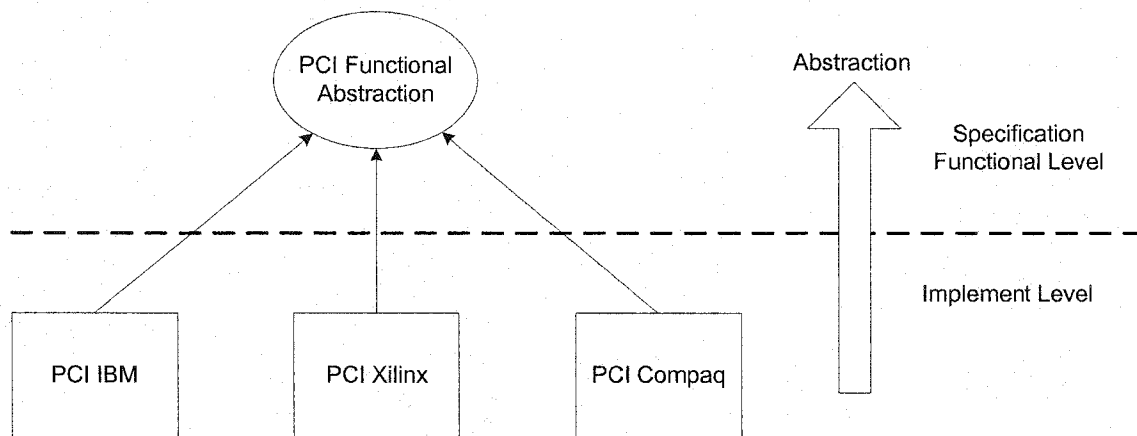 PCI Functional
Abstraction
Abstraction
Specification
Functional Level
Implement Level
PCI IBM
PCI Xilinx
PCI Compaq